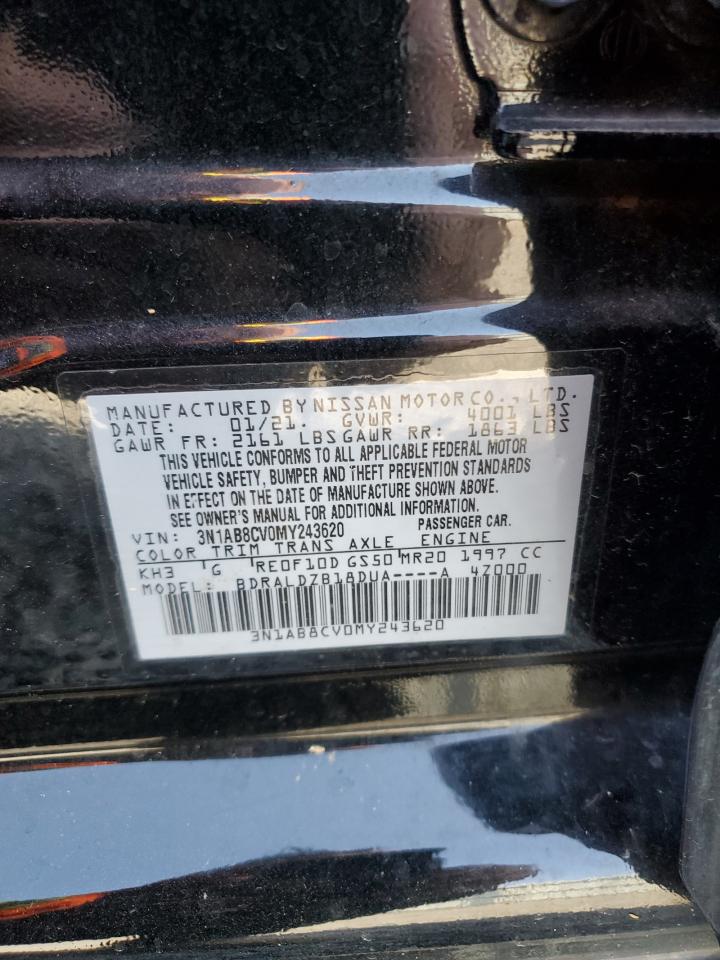 MANUFACTURED BY NISSAN MOTOR CO., LTD.
DATE: 01/21. GVWR: 4001 LBS
GAWR FR: 2161 LBS GAWR RR: 1863 LBS
THIS VEHICLE CONFORMS TO ALL APPLICABLE FEDERAL MOTOR
VEHICLE SAFETY, BUMPER AND THEFT PREVENTION STANDARDS
IN EFFECT ON THE DATE OF MANUFACTURE SHOWN ABOVE.
SEE OWNER'S MANUAL FOR ADDITIONAL INFORMATION.
VIN: 3N1AB8CV0MY243620 PASSENGER CAR.
COLOR TRIM TRANS AXLE ENGINE
KH3 G RE0F10D GS50 MR20 1997 CC
MODEL: BDRALDZB1ADUA----A 47000
3N1AB8CV0MY243620